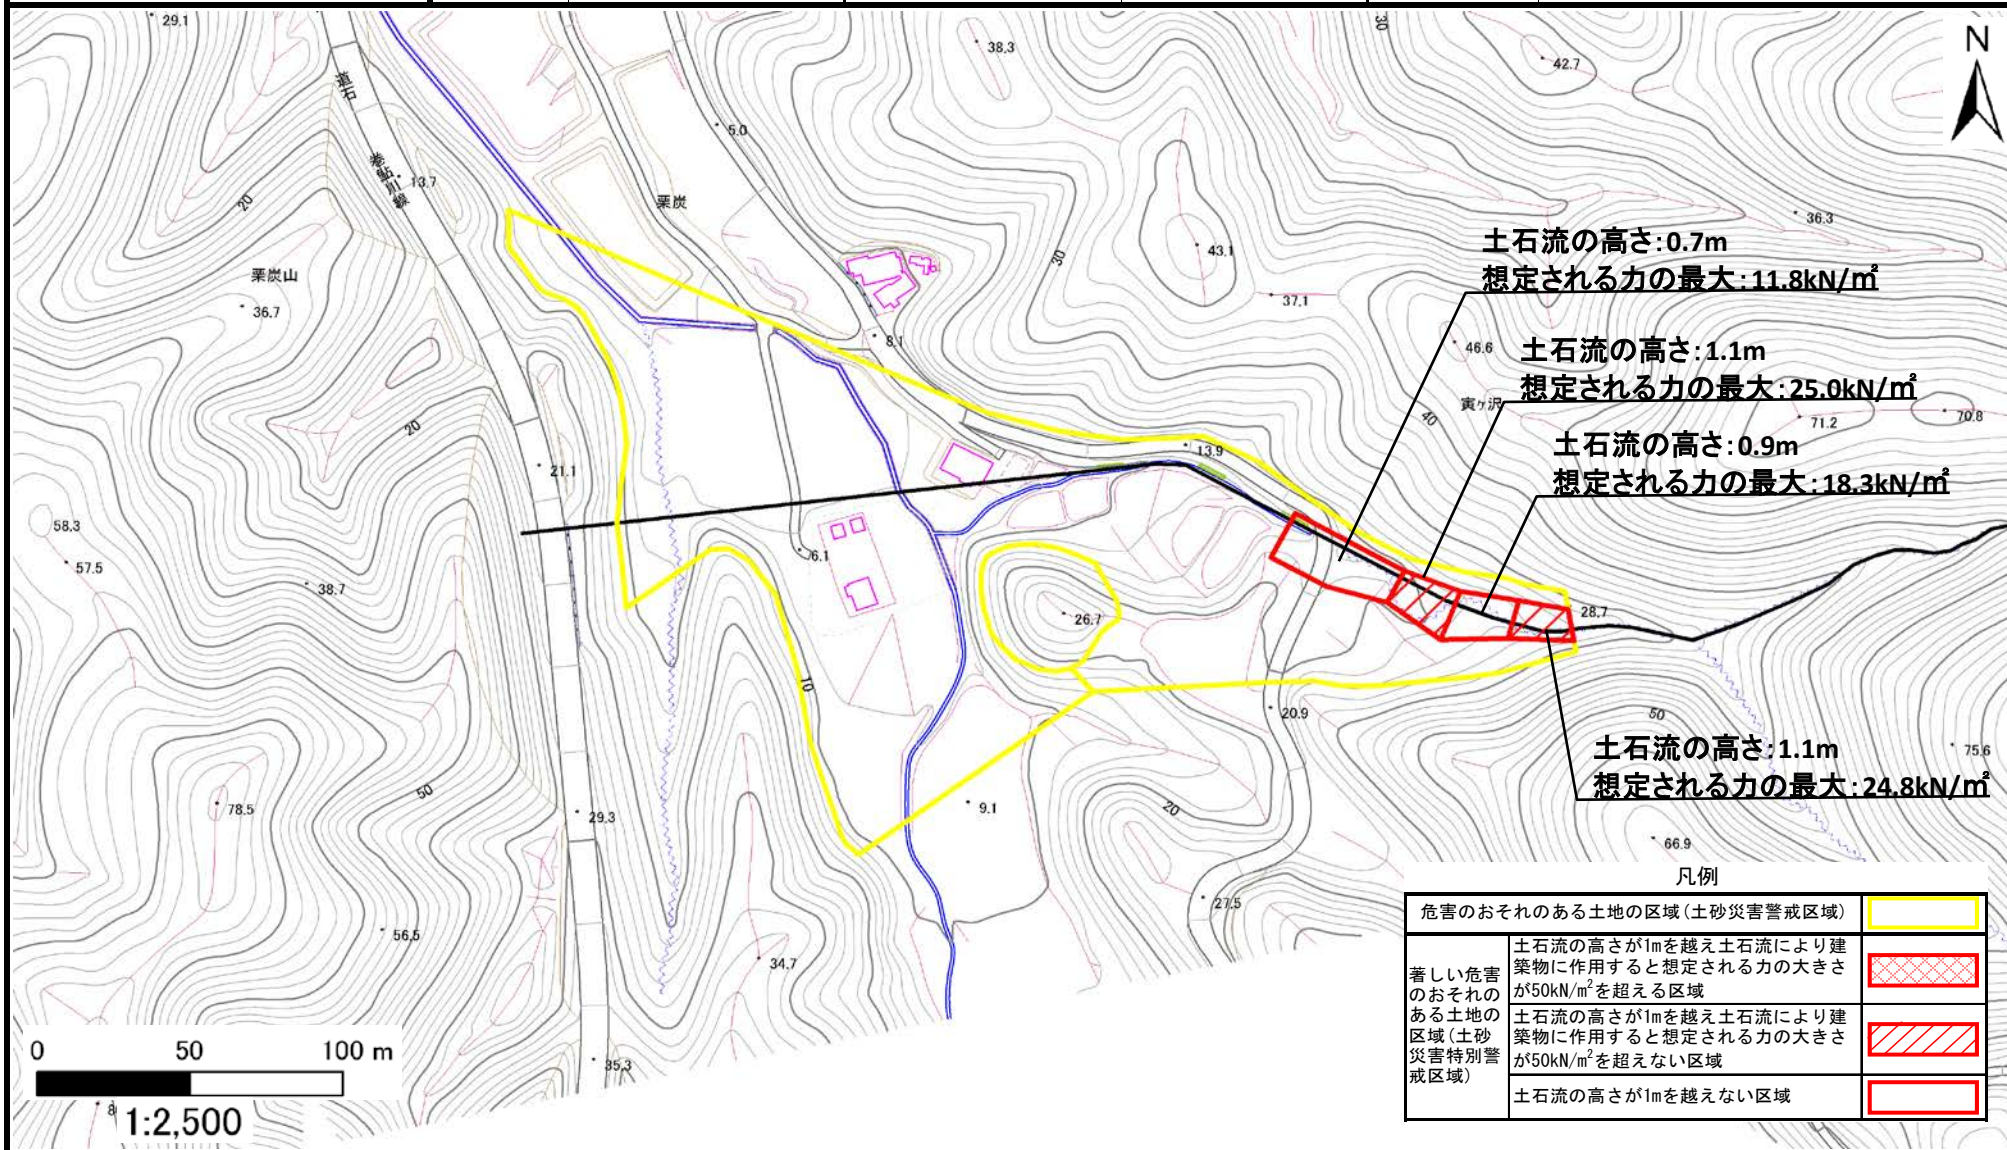 29.1
38.3
30
42.7
N
道石
巻鮎川線
5.0
13.7
20
栗炭
36.3
土石流の高さ:0.7m
想定される力の最大:11.8kN/㎡
43.1
30
栗炭山
36.7
37.1
8.1
46.6
土石流の高さ:1.1m
想定される力の最大:25.0kN/㎡
寅ヶ沢
40
71.2
70.8
20
13.9
土石流の高さ:0.9m
想定される力の最大:18.3kN/㎡
21.1
58.3
57.5
6.1
38.7
26.7
28.7
10
20.9
50
土石流の高さ:1.1m
想定される力の最大:24.8kN/㎡
75.6
50
78.5
29.3
9.1
20
66.9
凡例
27.5
危害のおそれのある土地の区域(土砂災害警戒区域)
56.5
34.7
著しい危害
のおそれの
ある土地の
区域(土砂
災害特別警
戒区域)
土石流の高さが1mを越え土石流により建
築物に作用すると想定される力の大きさ
が50kN/m²を超える区域
土石流の高さが1mを越え土石流により建
築物に作用すると想定される力の大きさ
が50kN/m²を超えない区域
土石流の高さが1mを越えない区域
0 50 100 m
35.3
1:2,500